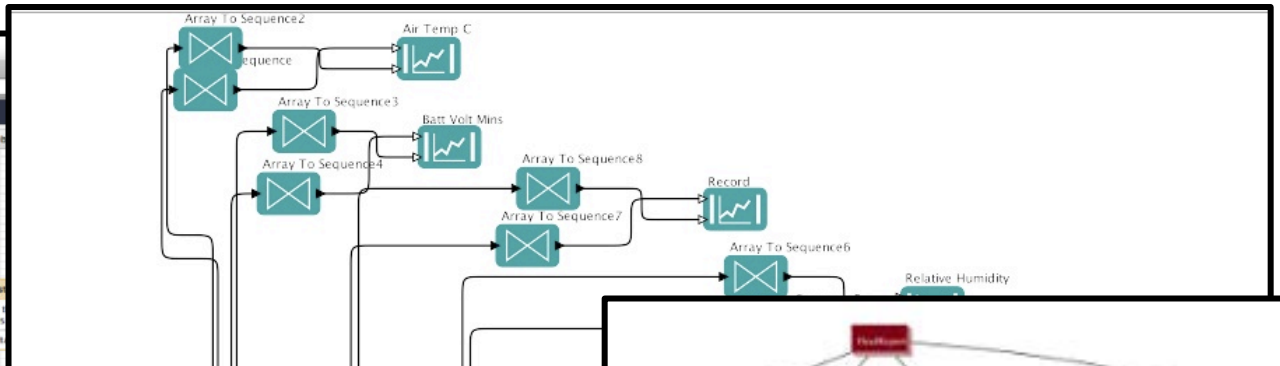 Array To Sequence2
Air Temp C
equence
Array To Sequence3
Batt Volt Mins
Array To Sequence4
Array To Sequence8
Record
Array To Sequence7
Array To Sequence6
Relative Humidity